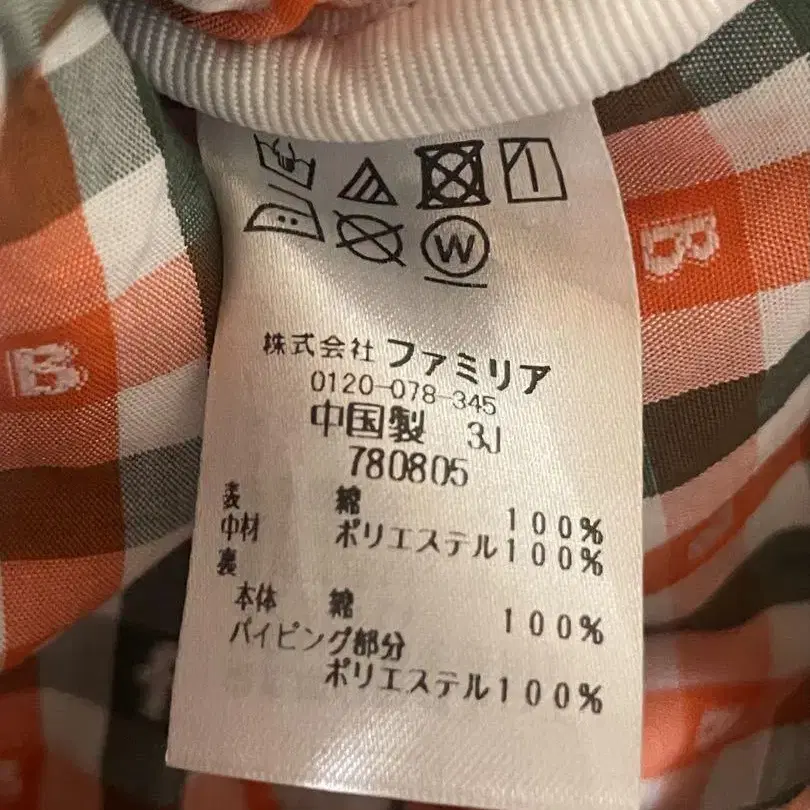 W
株式会社 ファミリア
0120-078-345
中国製 3J
780805
表 綿 100%
中材 ポリエステル100%
裏
本体 綿 100%
パイピング部分
ポリエステル100%
B
B